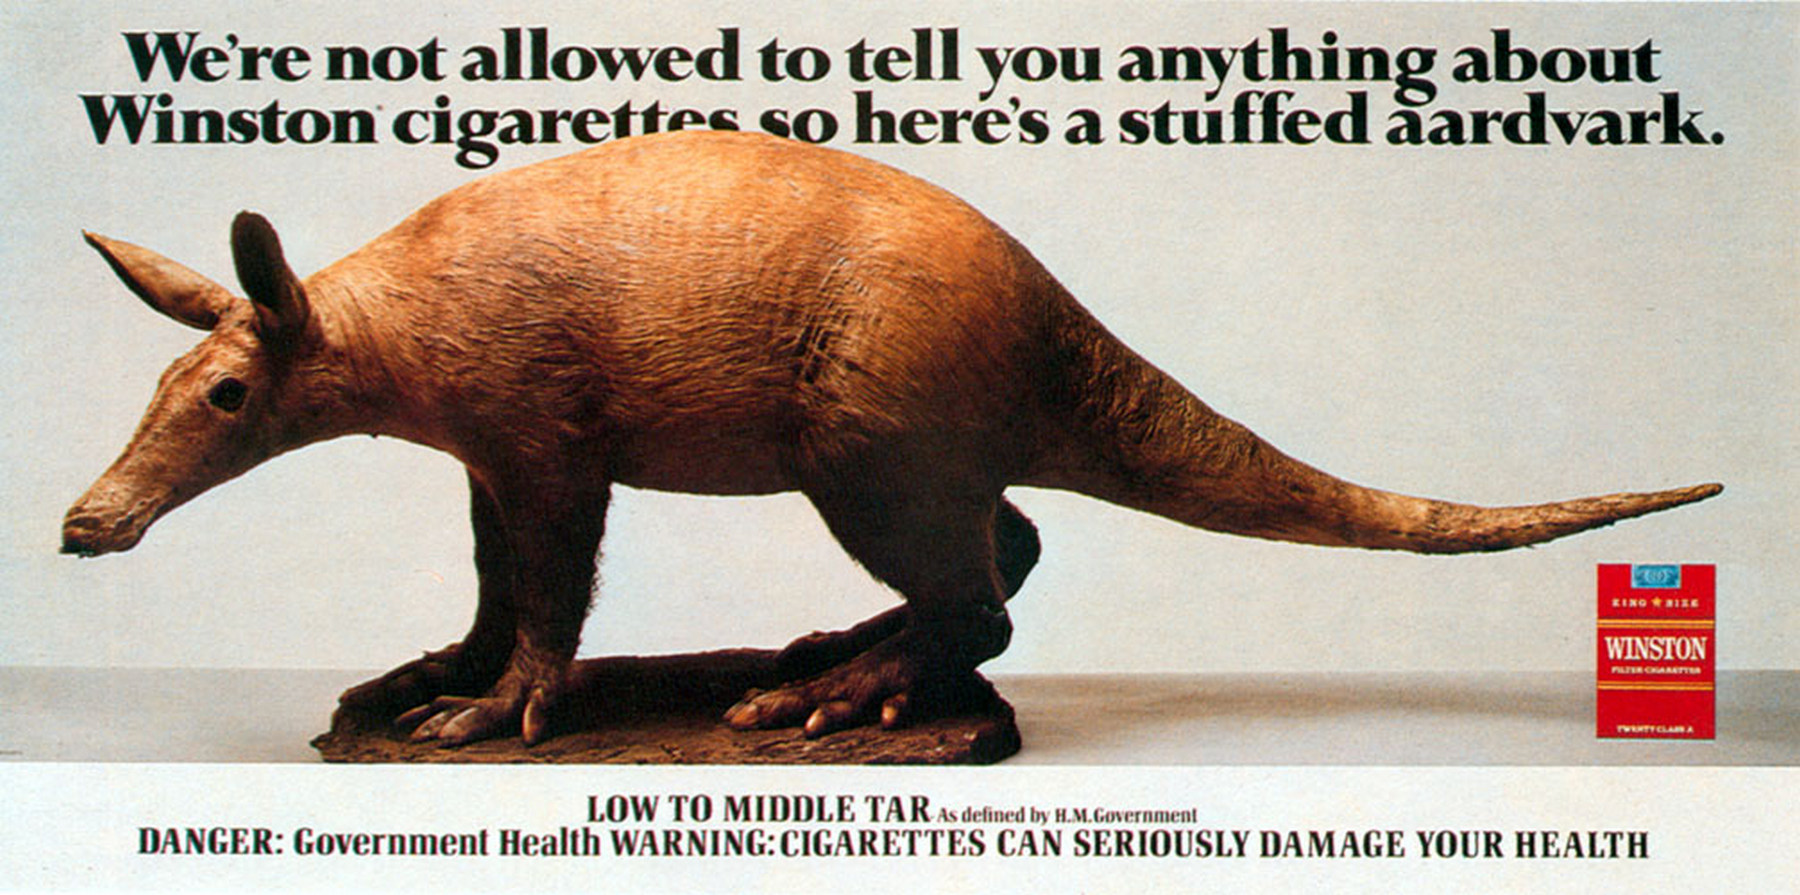 We're not allowed to tell you anything about
Winston cigarettes so here's a stuffed aardvark.
KING ★ SIZE
WINSTON
FILTER·CIGARETTES
TWENTY CLASS A
LOW TO MIDDLE TAR As defined by H.M.Government
DANGER: Government Health WARNING: CIGARETTES CAN SERIOUSLY DAMAGE YOUR HEALTH